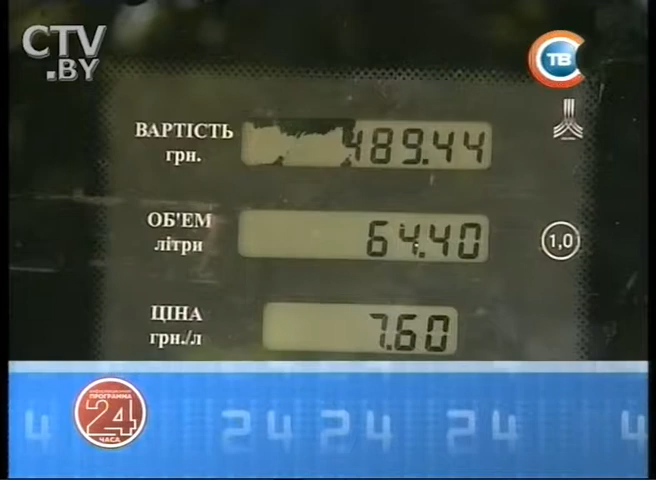 CTV
.BY
СТВ
ВАРТІСТЬ
грн.
489.44
ОБ'ЄМ
літри
64.40
1,0
ЦІНА
грн./л
7.60
ПРОГРАММА
24
ЧАСА
24 24 24